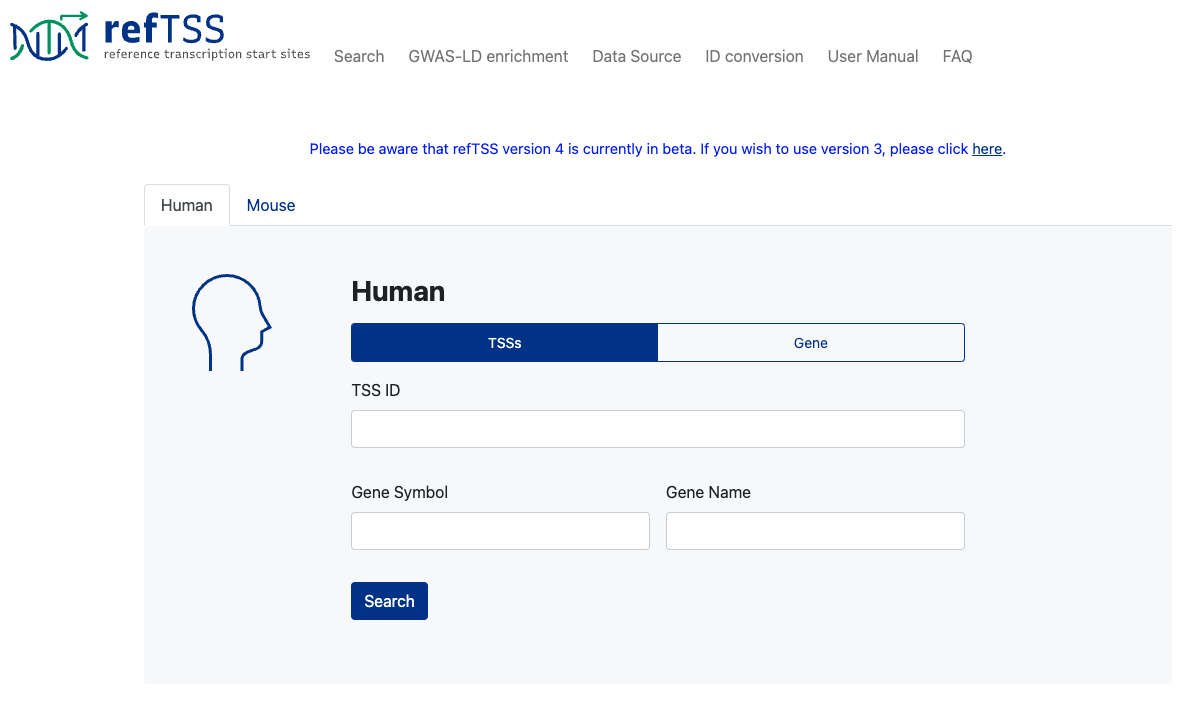 refTSS
reference transcription start sites
Search GWAS-LD enrichment Data Source ID conversion User Manual FAQ
Please be aware that refTSS version 4 is currently in beta. If you wish to use version 3, please click here.
Human Mouse
Human
TSSs Gene
TSS ID
Gene Symbol Gene Name
Search